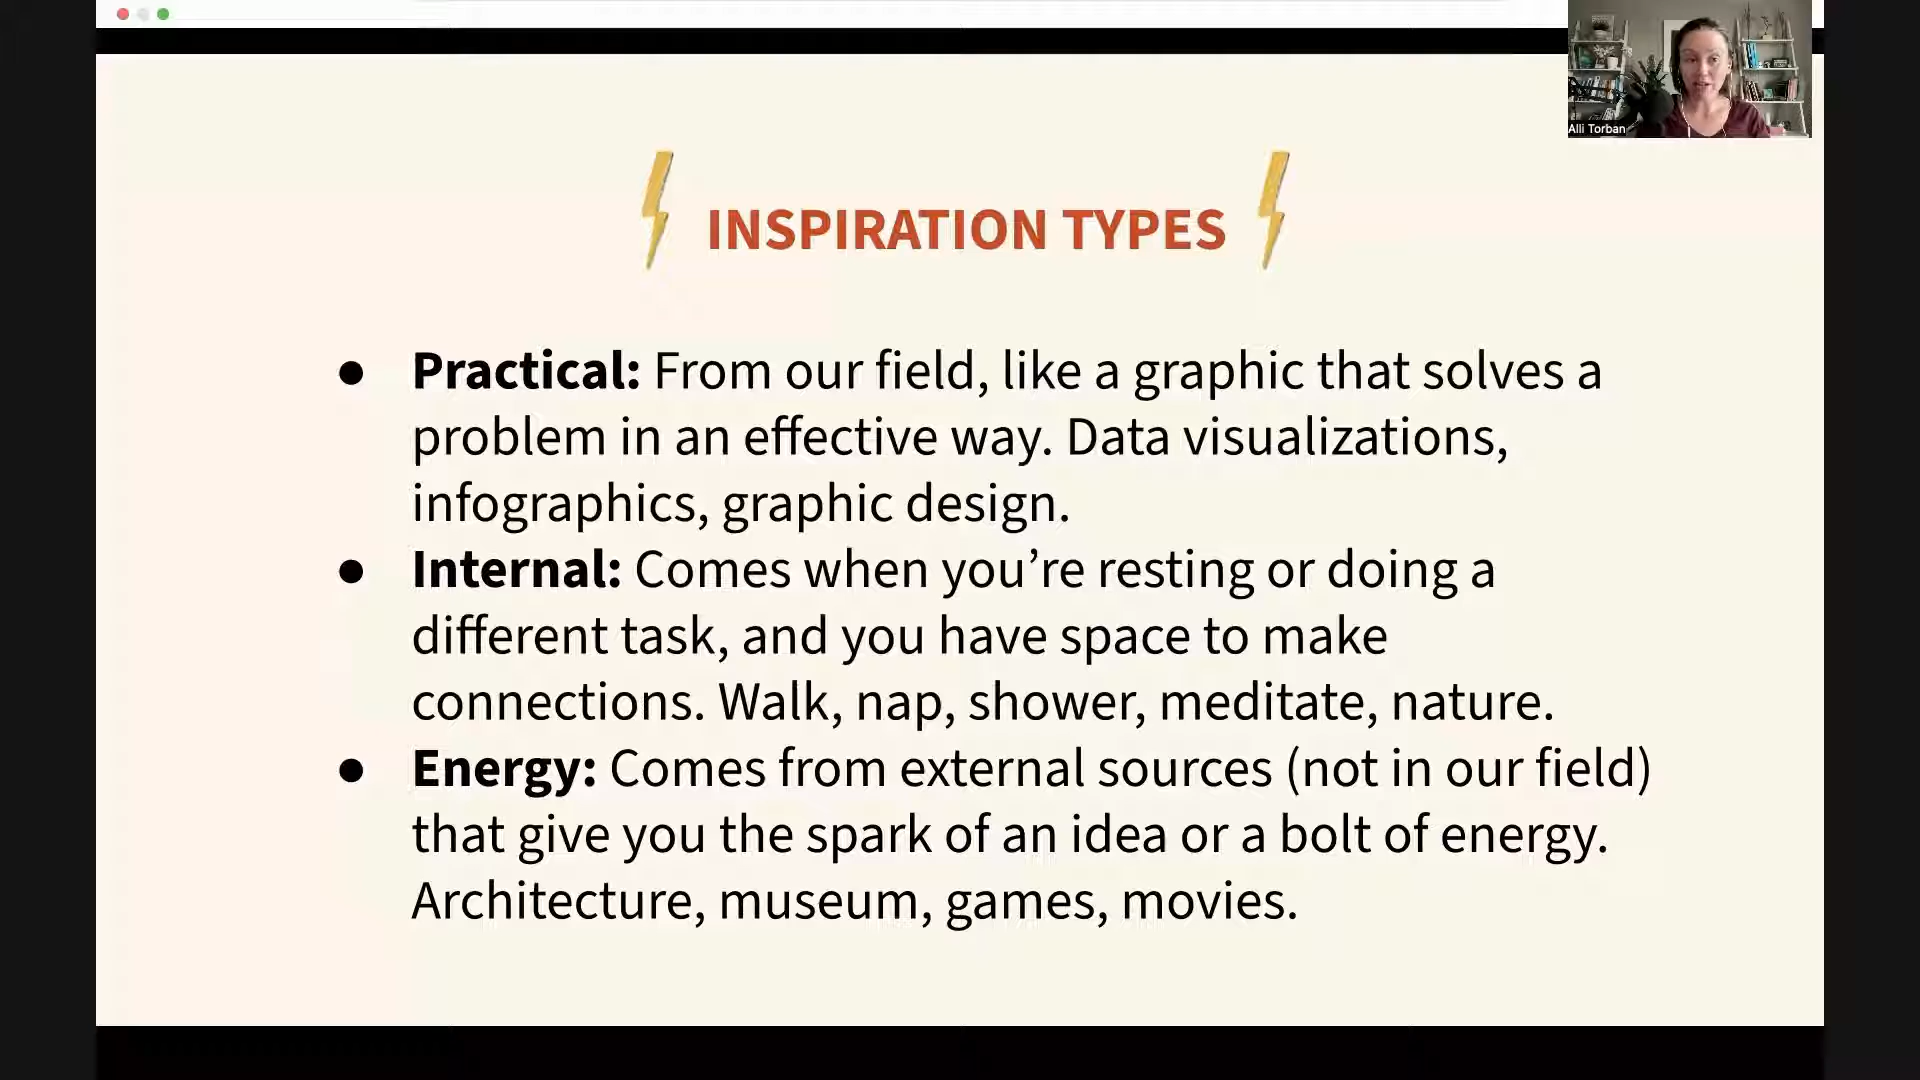 Alli Torban
INSPIRATION TYPES
● Practical: From our field, like a graphic that solves a
problem in an effective way. Data visualizations,
infographics, graphic design.
● Internal: Comes when you’re resting or doing a
different task, and you have space to make
connections. Walk, nap, shower, meditate, nature.
● Energy: Comes from external sources (not in our field)
that give you the spark of an idea or a bolt of energy.
Architecture, museum, games, movies.